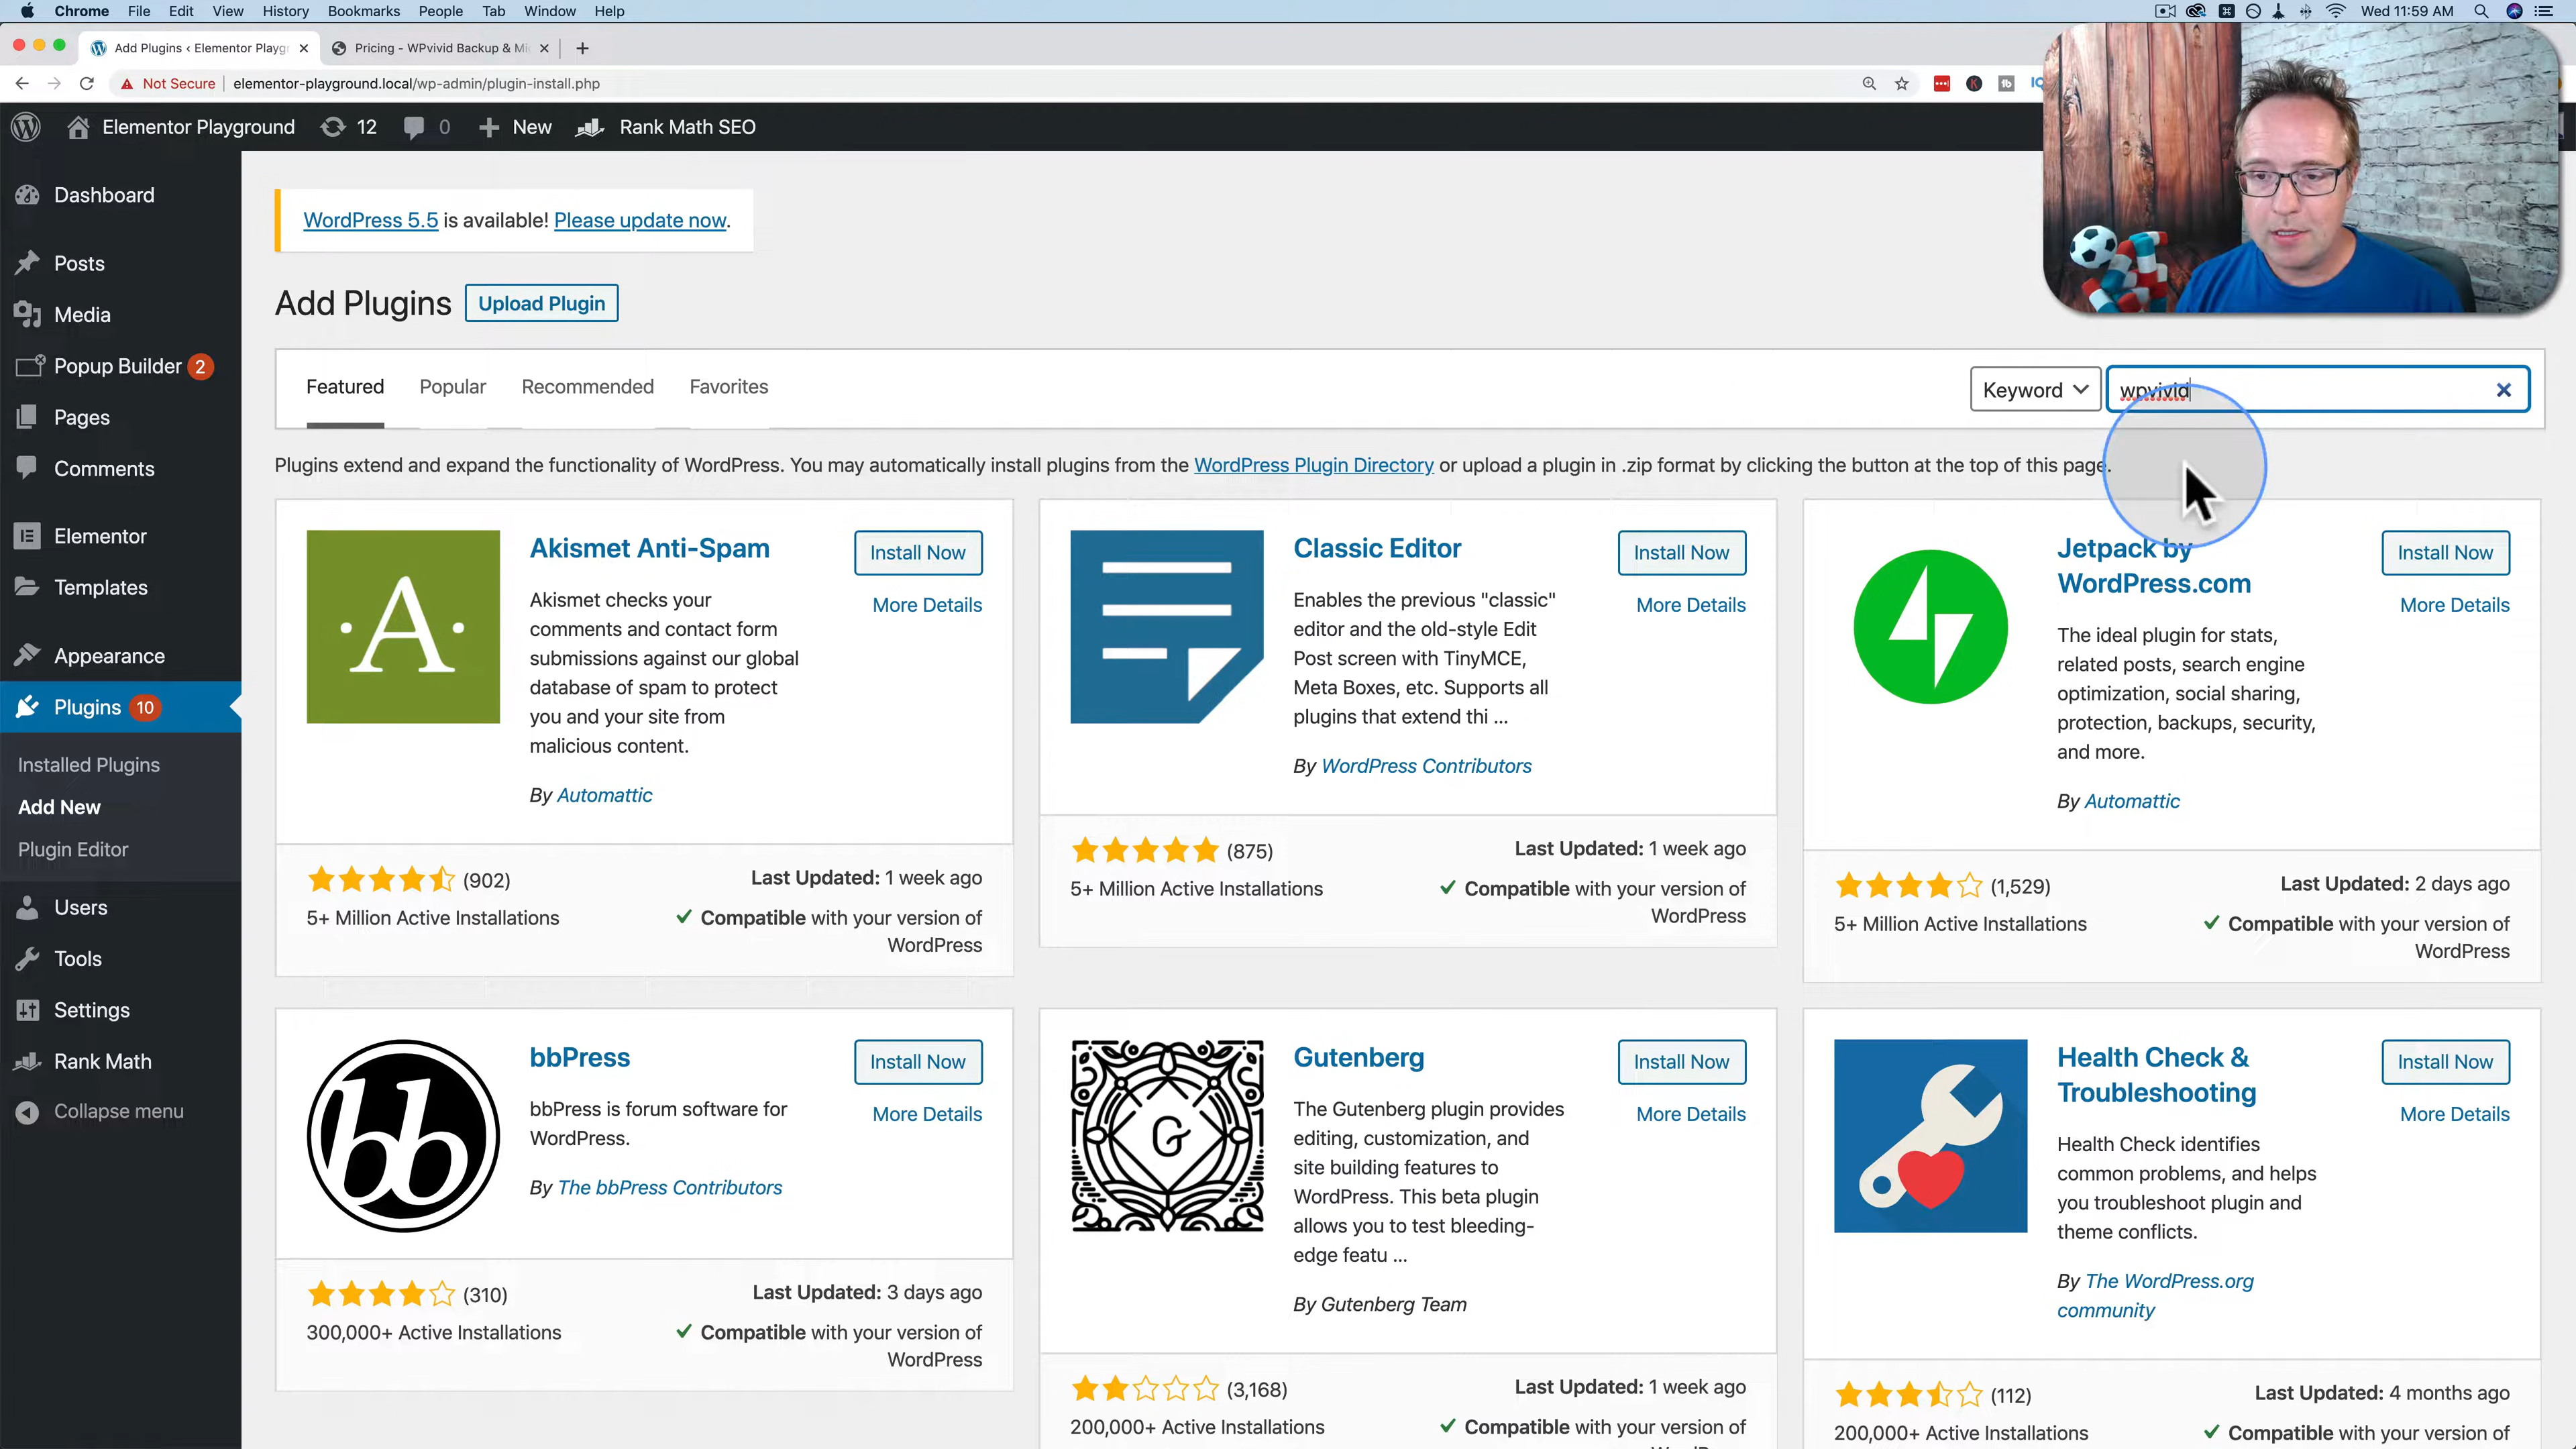 Chrome File Edit View History Bookmarks People Tab Window Help Wed 11:59 AM
Add Plugins ‹ Elementor Playgr Pricing - WPvivid Backup & Mi
Not Secure elementor-playground.local/wp-admin/plugin-install.php
Elementor Playground 12 0 New Rank Math SEO
Dashboard
Posts
Media
Popup Builder 2
Pages
Comments
Elementor
Templates
Appearance
Plugins 10
Installed Plugins
Add New
Plugin Editor
Users
Tools
Settings
Rank Math
Collapse menu
WordPress 5.5 is available! Please update now.
Add Plugins Upload Plugin
Featured Popular Recommended Favorites Keyword wpvivid
Plugins extend and expand the functionality of WordPress. You may automatically install plugins from the WordPress Plugin Directory or upload a plugin in .zip format by clicking the button at the top of this page.
Akismet Anti-Spam
Install Now
More Details
Akismet checks your
comments and contact form
submissions against our global
database of spam to protect
you and your site from
malicious content.
By Automattic
(902)
5+ Million Active Installations
Last Updated: 1 week ago
Compatible with your version of
WordPress
Classic Editor
Install Now
More Details
Enables the previous "classic"
editor and the old-style Edit
Post screen with TinyMCE,
Meta Boxes, etc. Supports all
plugins that extend thi ...
By WordPress Contributors
(875)
5+ Million Active Installations
Last Updated: 1 week ago
Compatible with your version of
WordPress
Jetpack by
WordPress.com
Install Now
More Details
The ideal plugin for stats,
related posts, search engine
optimization, social sharing,
protection, backups, security,
and more.
By Automattic
(1,529)
5+ Million Active Installations
Last Updated: 2 days ago
Compatible with your version of
WordPress
bbPress
Install Now
More Details
bbPress is forum software for
WordPress.
By The bbPress Contributors
(310)
300,000+ Active Installations
Last Updated: 3 days ago
Compatible with your version of
WordPress
Gutenberg
Install Now
More Details
The Gutenberg plugin provides
editing, customization, and
site building features to
WordPress. This beta plugin
allows you to test bleeding-
edge featu ...
By Gutenberg Team
(3,168)
200,000+ Active Installations
Last Updated: 1 week ago
Compatible with your version of
Health Check &
Troubleshooting
Install Now
More Details
Health Check identifies
common problems, and helps
you troubleshoot plugin and
theme conflicts.
By The WordPress.org
community
(112)
200,000+ Active Installations
Last Updated: 4 months ago
Compatible with your version of